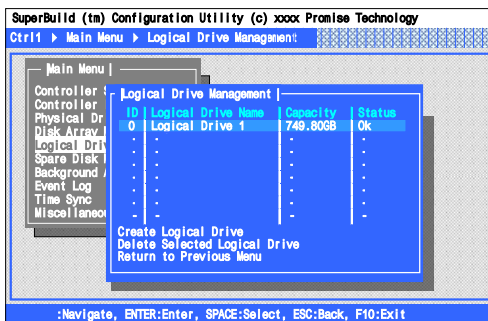 SuperBuild (tm) Configuration Utility (c) xxxx Promise Technology
Ctrl1 ▸ Main Menu ▸ Logical Drive Management
Main Menu
Controller
Controller
Physical Dr
Disk Array
Logical Driv
Spare Disk
Background
Event Log
Time Sync
Miscellaneou
Logical Drive Management
ID Logical Drive Name Capacity Status
0 Logical Drive 1 749.80GB Ok
Create Logical Drive
Delete Selected Logical Drive
Return to Previous Menu
:Navigate, ENTER:Enter, SPACE:Select, ESC:Back, F10:Exit